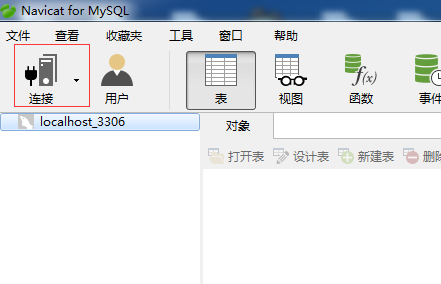 Navicat for MySQL
文件 查看 收藏夹 工具 窗口 帮助
连接 用户 表 视图 f(x) 函数 事件
localhost_3306 对象
打开表 设计表 新建表 删除